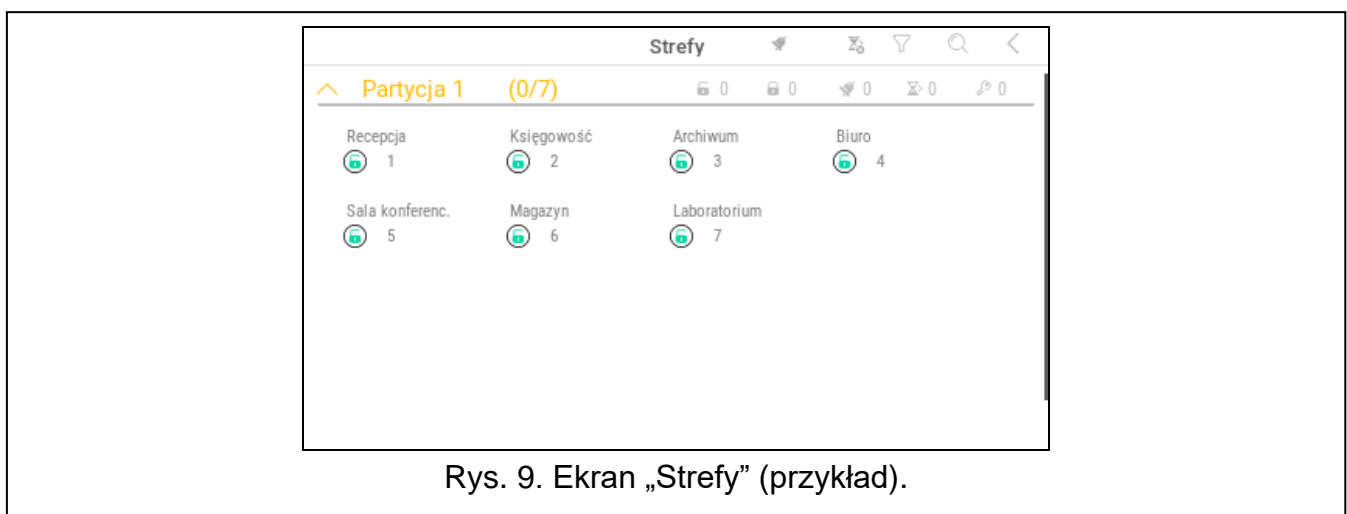 Strefy
Partycja 1 (0/7) 0 0 0 0 0
Recepcja Księgowość Archiwum Biuro
1 2 3 4
Sala konferenc. Magazyn Laboratorium
5 6 7
Rys. 9. Ekran „Strefy” (przykład).